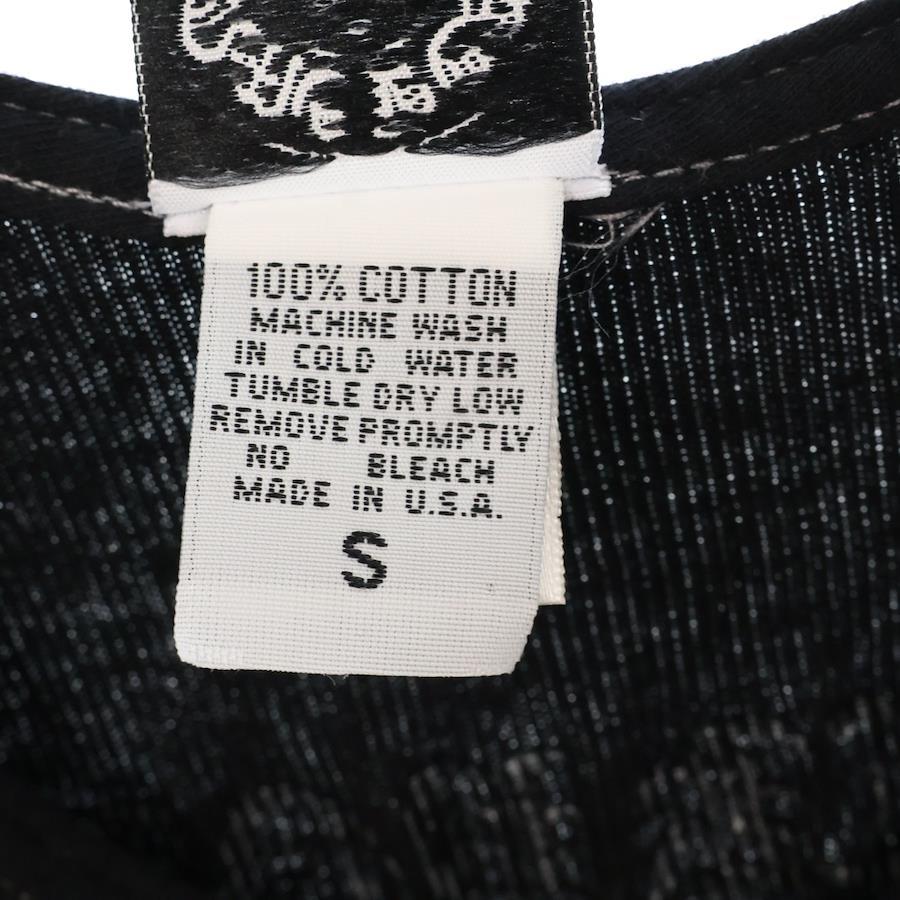 100% COTTON
MACHINE WASH
IN COLD WATER
TUMBLE DRY LOW
REMOVE PROMPTLY
NO BLEACH
MADE IN U.S.A.
S